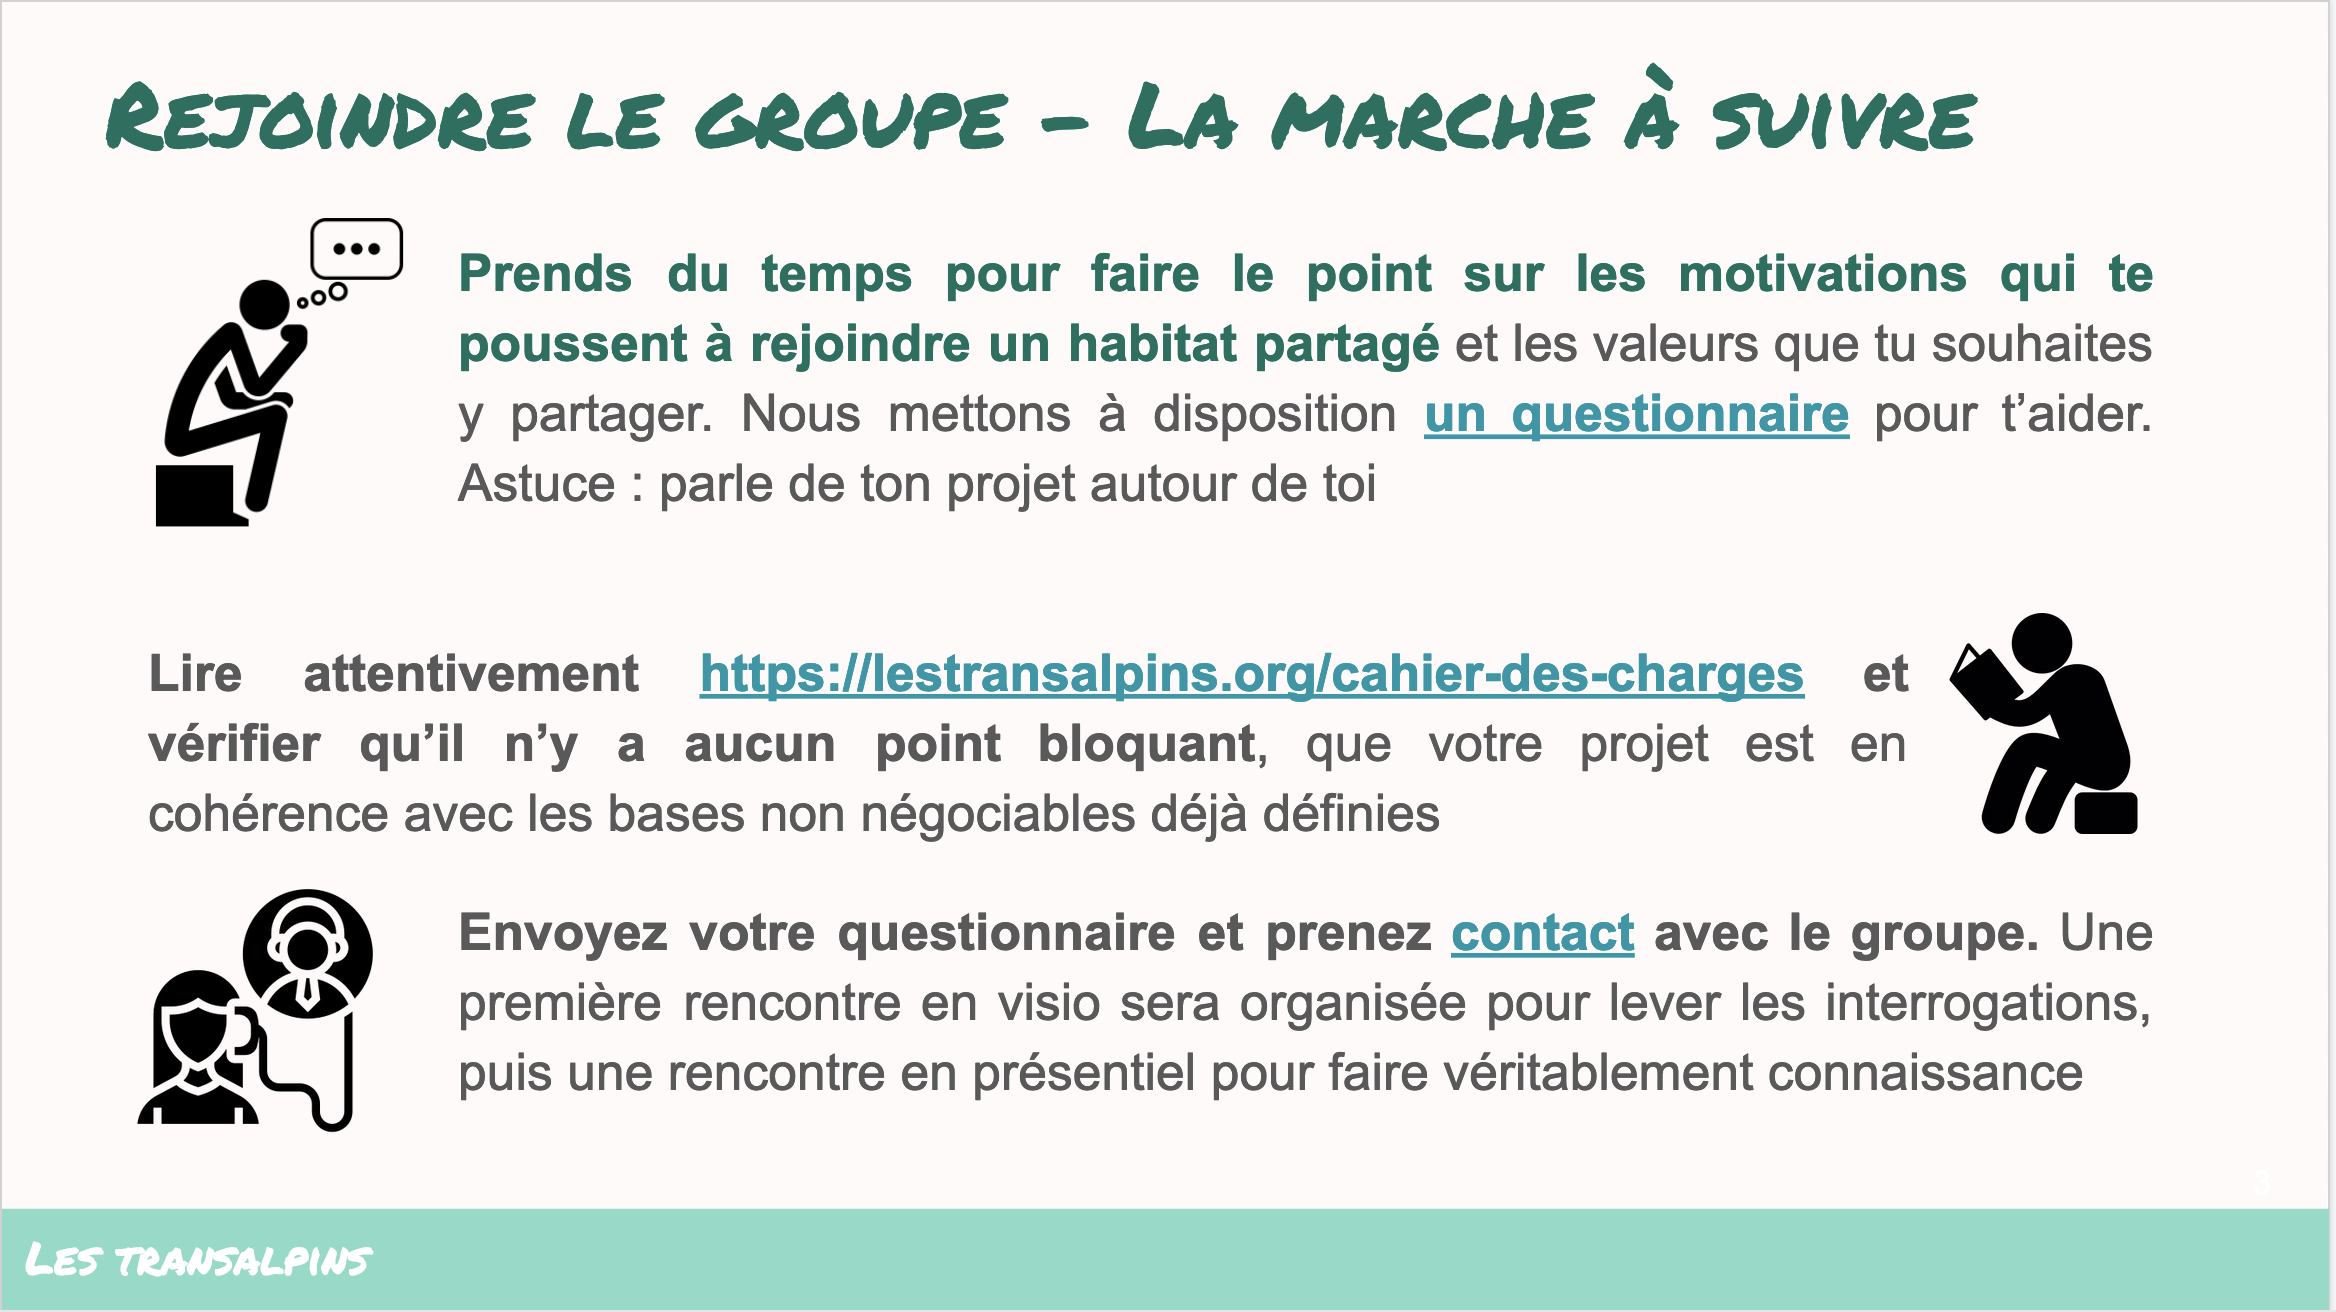 Rejoindre le groupe – La marche à suivre
Prends du temps pour faire le point sur les motivations qui te
poussent à rejoindre un habitat partagé et les valeurs que tu souhaites
y partager. Nous mettons à disposition un questionnaire pour t’aider.
Astuce : parle de ton projet autour de toi
Lire attentivement https://lestransalpins.org/cahier-des-charges et
vérifier qu’il n’y a aucun point bloquant, que votre projet est en
cohérence avec les bases non négociables déjà définies
Envoyez votre questionnaire et prenez contact avec le groupe. Une
première rencontre en visio sera organisée pour lever les interrogations,
puis une rencontre en présentiel pour faire véritablement connaissance
3
Les transalpins